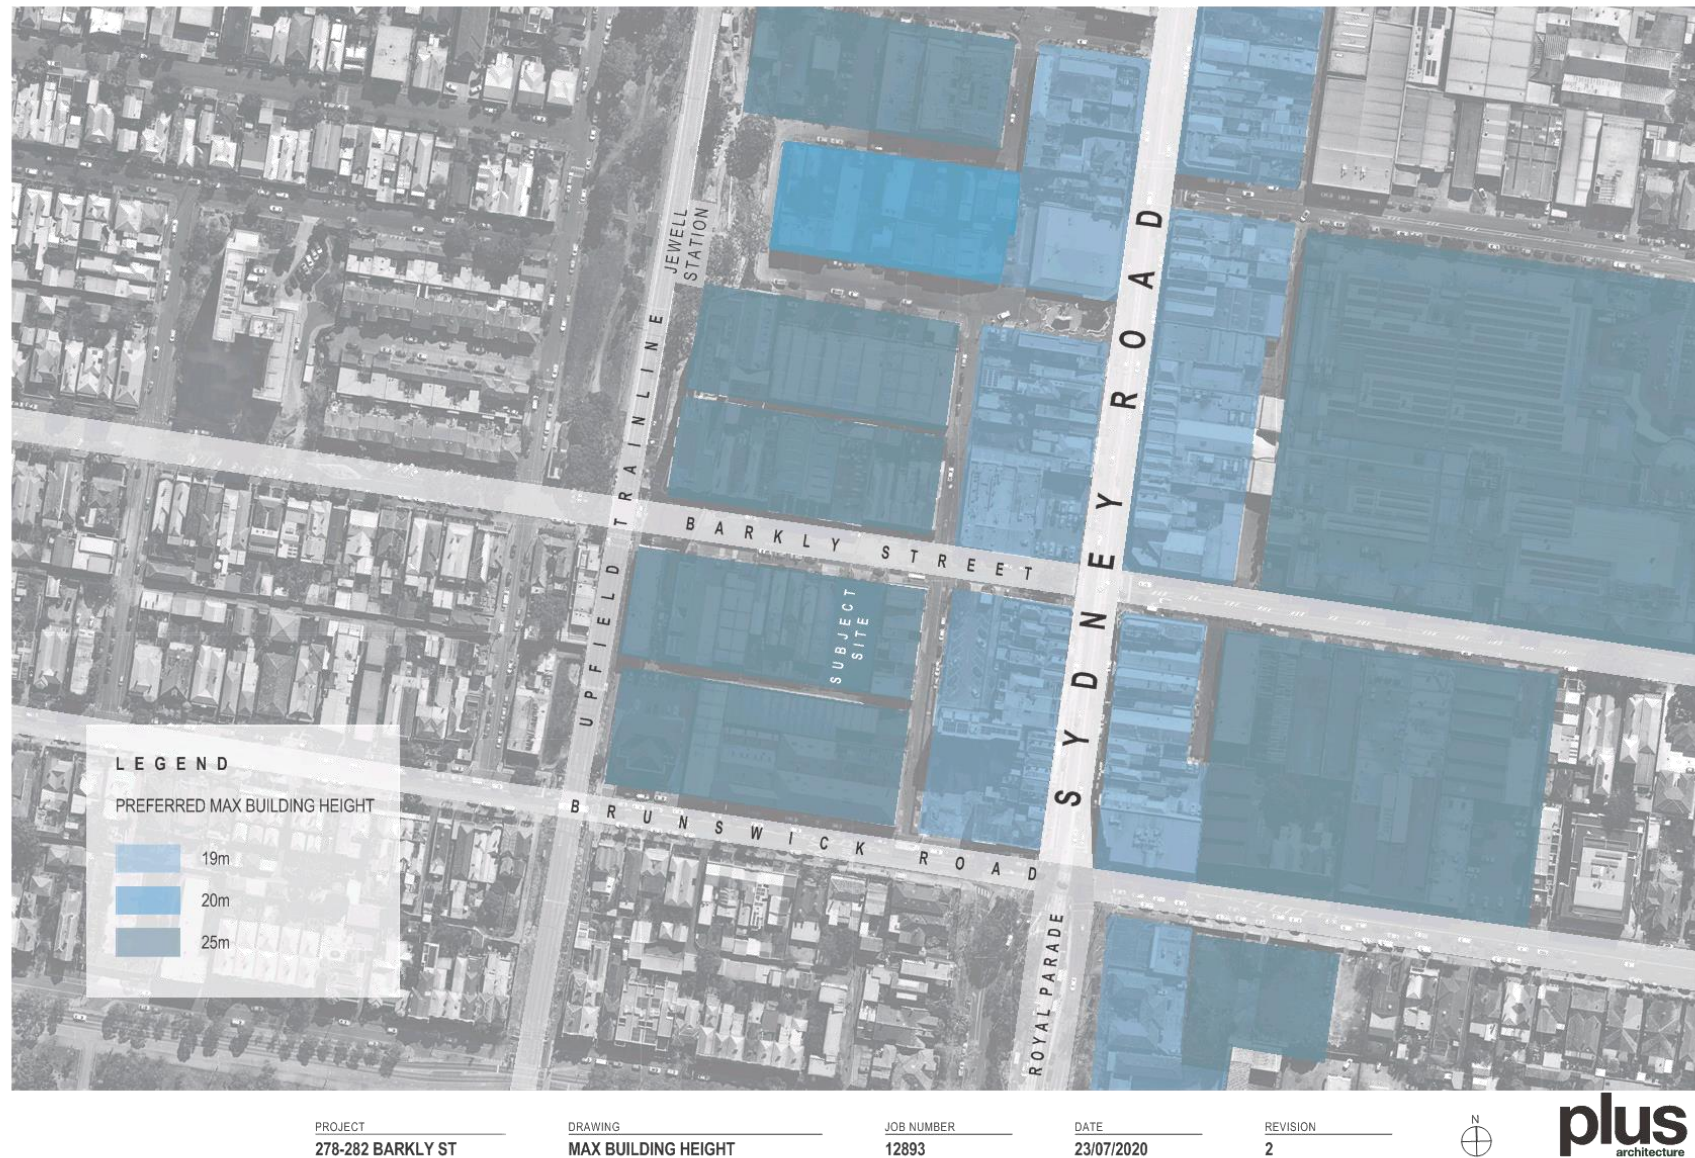 SYDNEY ROAD
JEWELL
STATION
UPFIELD TRAINLINE
BARKLY STREET
SUBJECT
SITE
LEGEND
PREFERRED MAX BUILDING HEIGHT
19m
20m
25m
BRUNSWICK ROAD
ROYAL PARADE
PROJECT
278-282 BARKLY ST
DRAWING
MAX BUILDING HEIGHT
JOB NUMBER
12893
DATE
23/07/2020
REVISION
2
N
plus
architecture